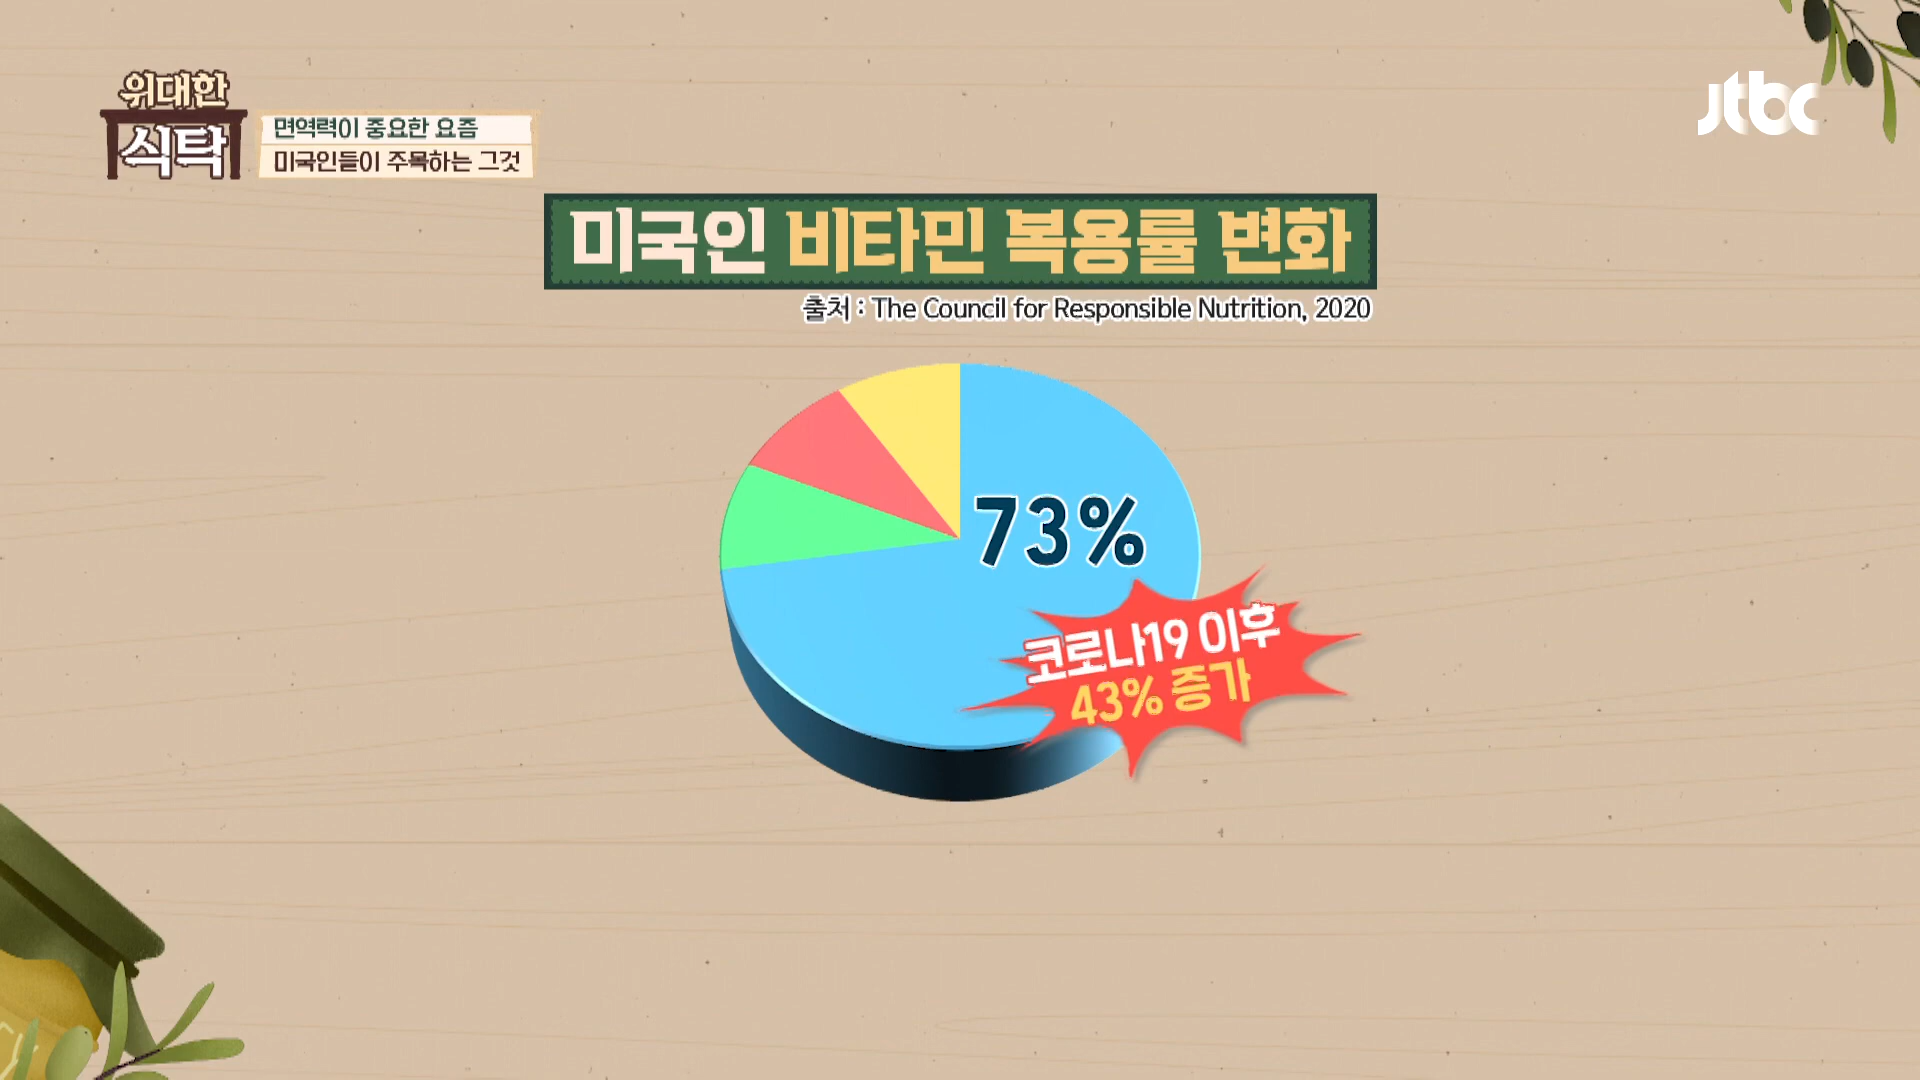 위대한
식탁
면역력이 중요한 요즘
미국인들이 주목하는 그것
jtbc
미국인 비타민 복용률 변화
출처 : The Council for Responsible Nutrition, 2020
73%
코로나19 이후
43% 증가